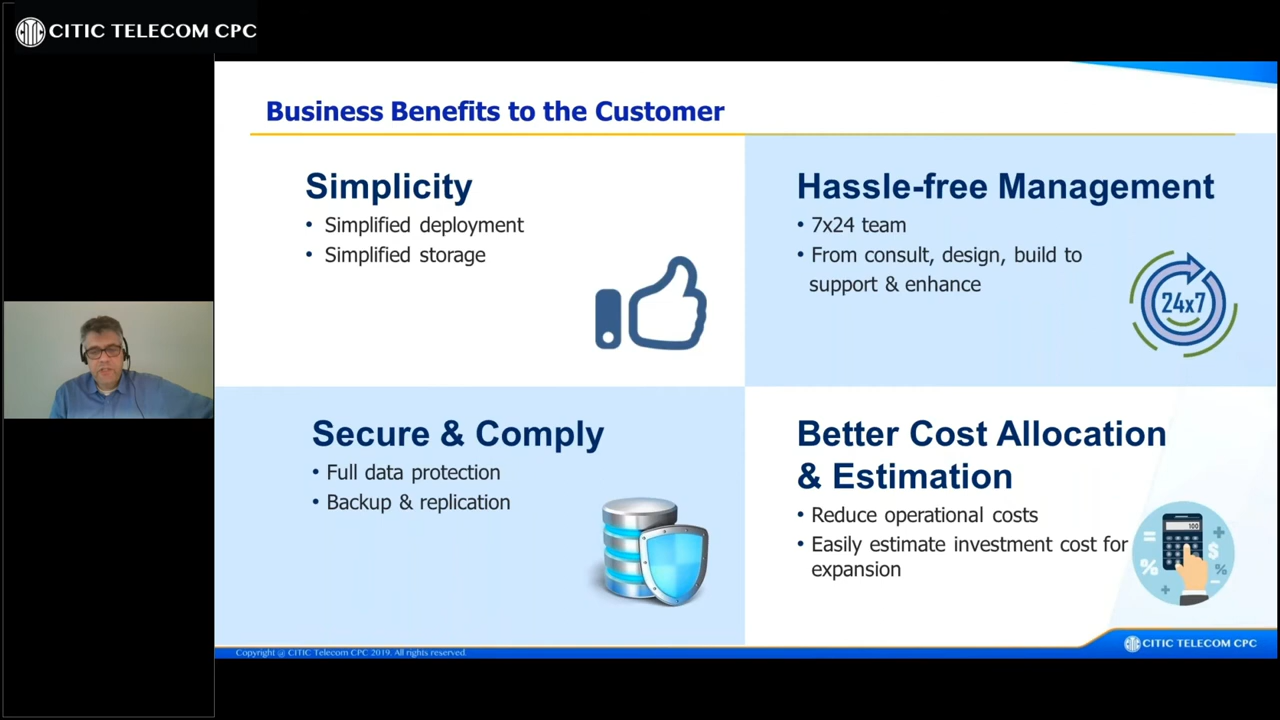 CITIC TELECOM CPC
Business Benefits to the Customer
Simplicity
• Simplified deployment
• Simplified storage
Hassle-free Management
• 7x24 team
• From consult, design, build to
support & enhance
24x7
Secure & Comply
• Full data protection
• Backup & replication
Better Cost Allocation
& Estimation
• Reduce operational costs
• Easily estimate investment cost for
expansion
100
Copyright @ CITIC Telecom CPC 2019. All rights reserved.
CITIC TELECOM CPC